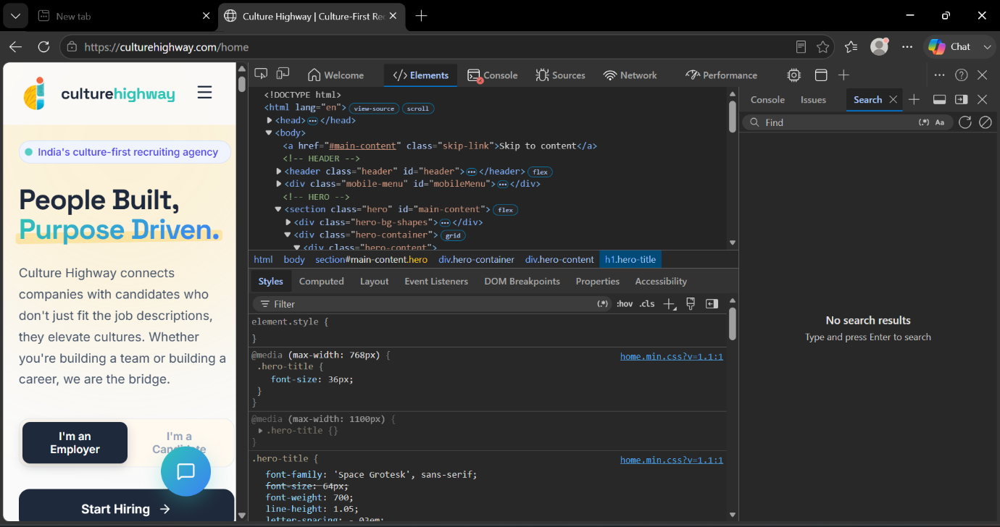 New tab
Culture Highway | Culture-First Re
https://culturehighway.com/home
Chat
culturehighway
India's culture-first recruiting agency
People Built,
Purpose Driven.
Culture Highway connects
companies with candidates who
don't just fit the job descriptions,
they elevate cultures. Whether
you're building a team or building a
career, we are the bridge.
I'm an
Employer
I'm a
Candidate
Start Hiring →
Welcome
</> Elements
Console
Sources
Network
Performance
<!DOCTYPE html>
<html lang="en"> view-source scroll
▶ <head> ••• </head>
▼ <body>
<a href="#main-content" class="skip-link">Skip to content</a>
<!-- HEADER -->
▶ <header class="header" id="header"> ••• </header> flex
▶ <div class="mobile-menu" id="mobileMenu"> ••• </div>
<!-- HERO -->
▼ <section class="hero" id="main-content"> flex
▶ <div class="hero-bg-shapes"> ••• </div>
▼ <div class="hero-container"> grid
▼ <div class="hero-content">
html body section#main-content.hero div.hero-container div.hero-content h1.hero-title
Styles Computed Layout Event Listeners DOM Breakpoints Properties Accessibility
Filter (.*) :hov .cls
element.style {
}
@media (max-width: 768px) { home.min.css?v=1.1:1
.hero-title {
font-size: 36px;
}
}
@media (max-width: 1100px) {
▶ .hero-title {}
}
.hero-title { home.min.css?v=1.1:1
font-family: 'Space Grotesk', sans-serif;
font-size: 64px;
font-weight: 700;
line-height: 1.05;
letter-spacing: -.03em;
Console Issues Search
Find (.*) Aa
No search results
Type and press Enter to search